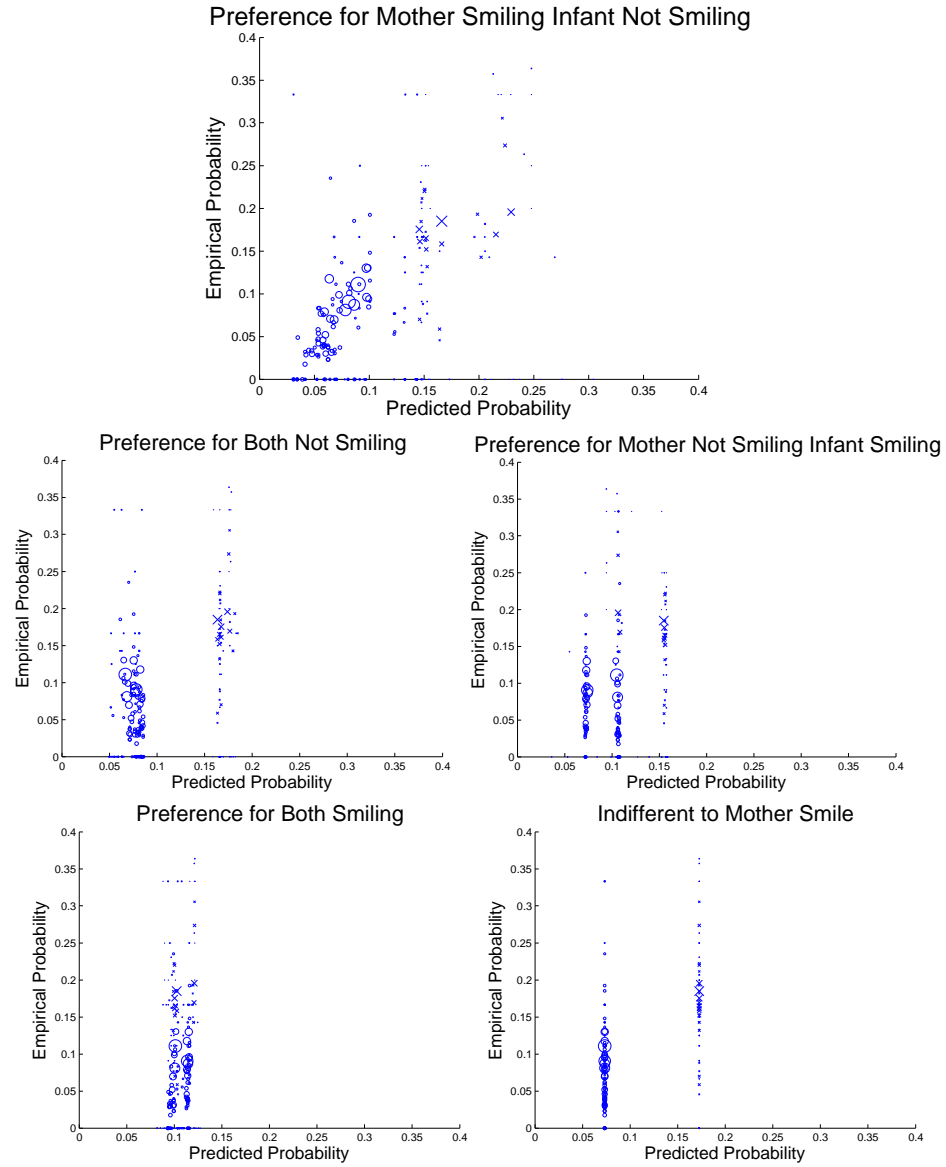 Preference for Mother Smiling Infant Not Smiling
0.4
0.35
0.3
0.25
0.2
0.15
0.1
0.05
0
Empirical Probability
0 0.05 0.1 0.15 0.2 0.25 0.3 0.35 0.4
Predicted Probability
Preference for Both Not Smiling
0.4
0.35
0.3
0.25
0.2
0.15
0.1
0.05
0
Empirical Probability
0 0.05 0.1 0.15 0.2 0.25 0.3 0.35 0.4
Predicted Probability
Preference for Mother Not Smiling Infant Smiling
0.4
0.35
0.3
0.25
0.2
0.15
0.1
0.05
0
Empirical Probability
0 0.05 0.1 0.15 0.2 0.25 0.3 0.35 0.4
Predicted Probability
Preference for Both Smiling
0.4
0.35
0.3
0.25
0.2
0.15
0.1
0.05
0
Empirical Probability
0 0.05 0.1 0.15 0.2 0.25 0.3 0.35 0.4
Predicted Probability
Indifferent to Mother Smile
0.4
0.35
0.3
0.25
0.2
0.15
0.1
0.05
0
Empirical Probability
0 0.05 0.1 0.15 0.2 0.25 0.3 0.35 0.4
Predicted Probability